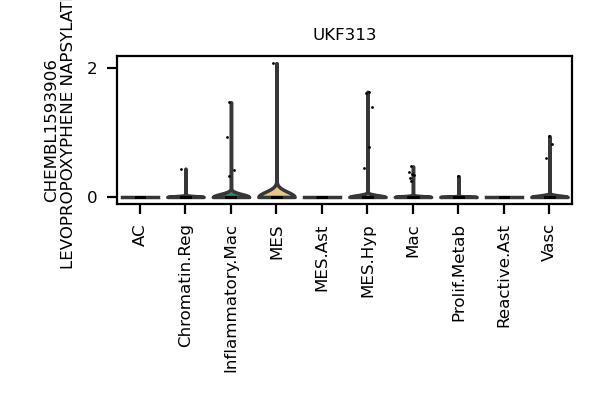 UKF313
CHEMBL1593906
LEVOPROPOXYPHENE NAPSYLAT
2
0
AC
Chromatin.Reg
Inflammatory.Mac
MES
MES.Ast
MES.Hyp
Mac
Prolif.Metab
Reactive.Ast
Vasc